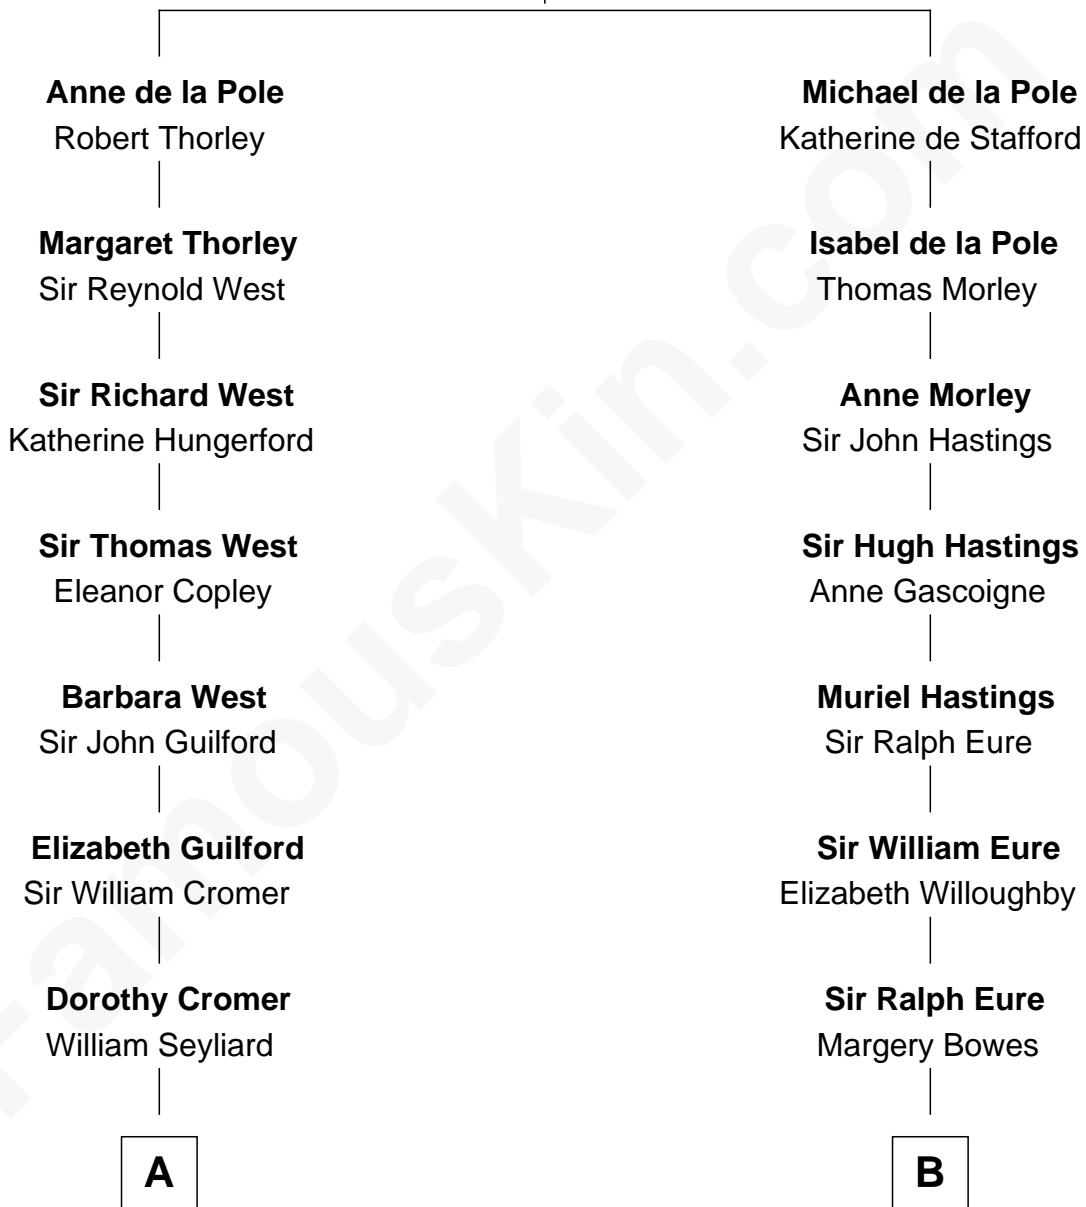 Anne de la Pole
Robert Thorley
Margaret Thorley
Sir Reynold West
Sir Richard West
Katherine Hungerford
Sir Thomas West
Eleanor Copley
Barbara West
Sir John Guilford
Elizabeth Guilford
Sir William Cromer
Dorothy Cromer
William Seyliard
A
Michael de la Pole
Katherine de Stafford
Isabel de la Pole
Thomas Morley
Anne Morley
Sir John Hastings
Sir Hugh Hastings
Anne Gascoigne
Muriel Hastings
Sir Ralph Eure
Sir William Eure
Elizabeth Willoughby
Sir Ralph Eure
Margery Bowes
B
FamousKin.com